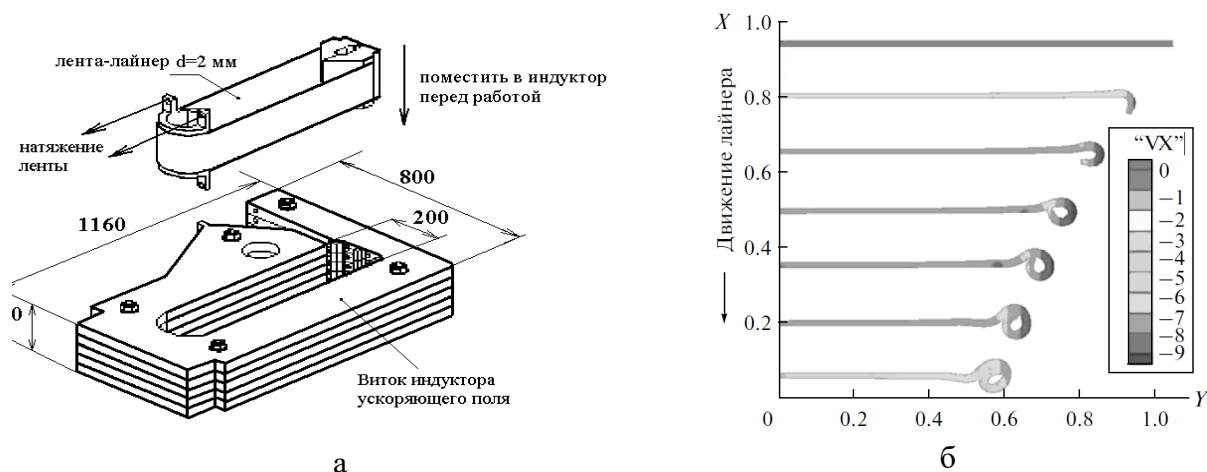 лента-лайнер d=2 мм
поместить в индуктор
перед работой
натяжение
ленты
1160
800
200
0
Виток индуктора
ускоряющего поля
а
X
1.0
0.8
0.6
0.4
0.2
0
0.2
0.4
0.6
0.8
1.0
Y
Движение лайнера
“VX”
0
−1
−2
−3
−4
−5
−6
−7
−8
−9
б